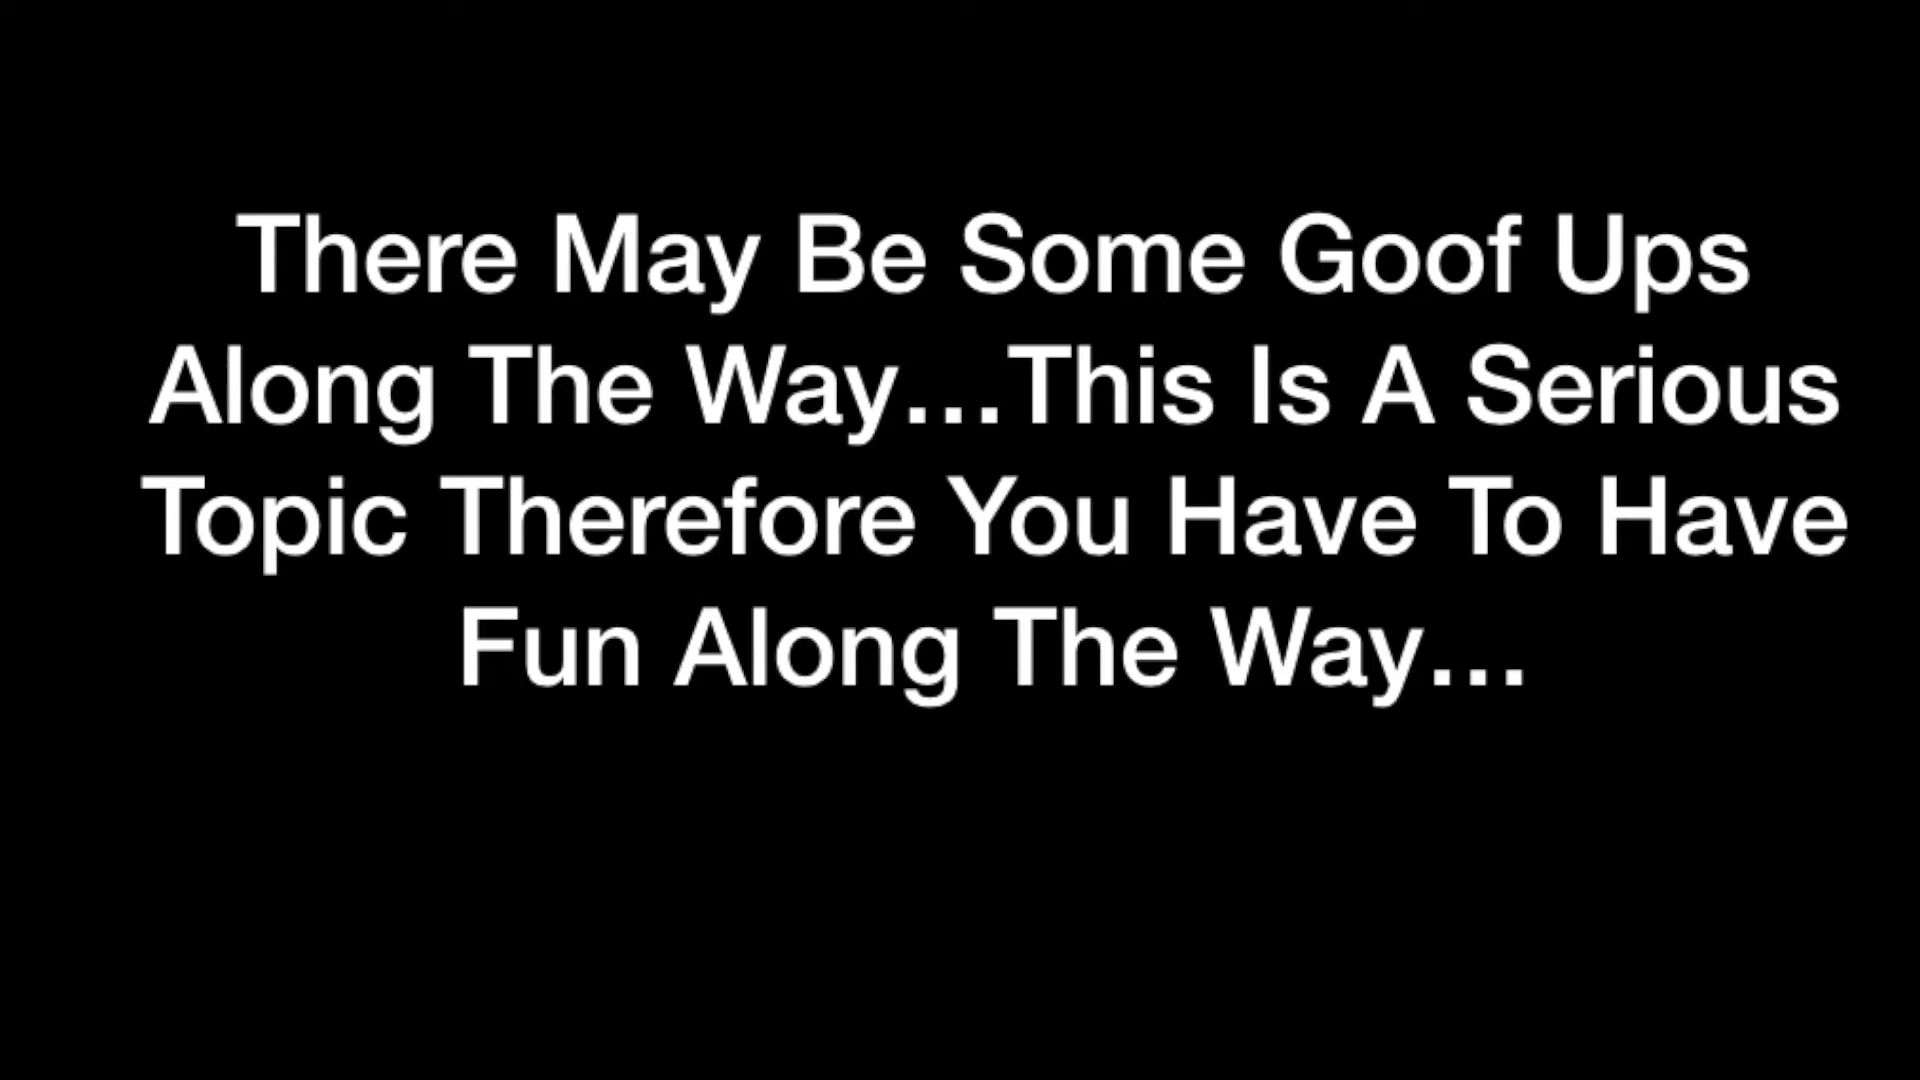 There May Be Some Goof Ups
Along The Way...This Is A Serious
Topic Therefore You Have To Have
Fun Along The Way...